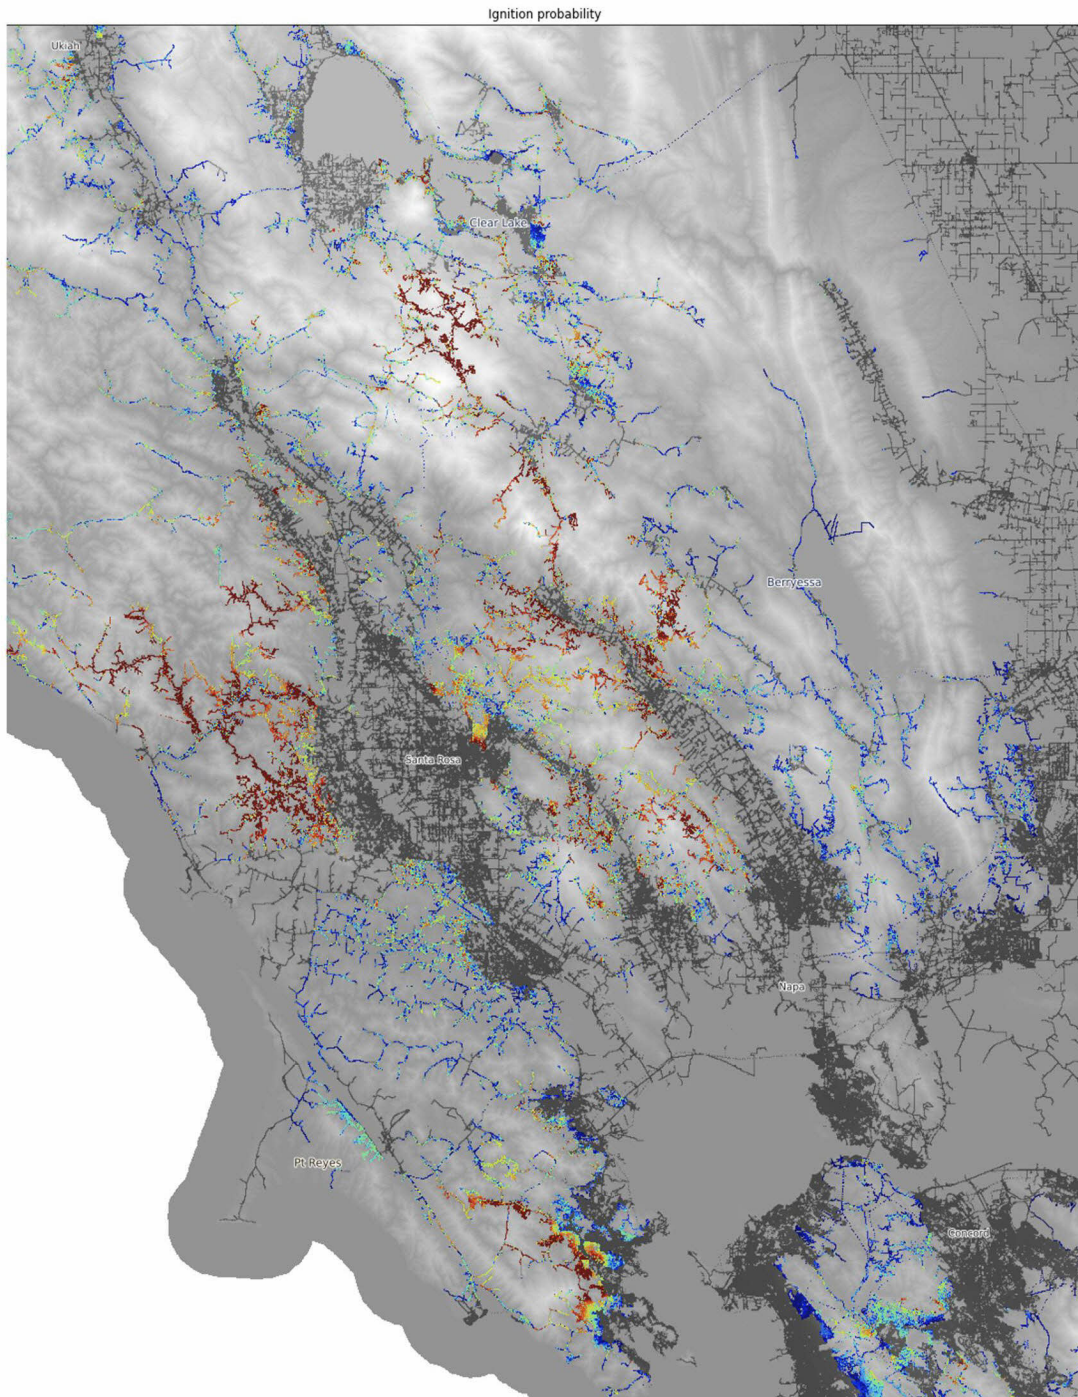 Ignition probability
Ukiah
Clear Lake
Berryessa
Santa Rosa
Napa
Pt Reyes
Concord